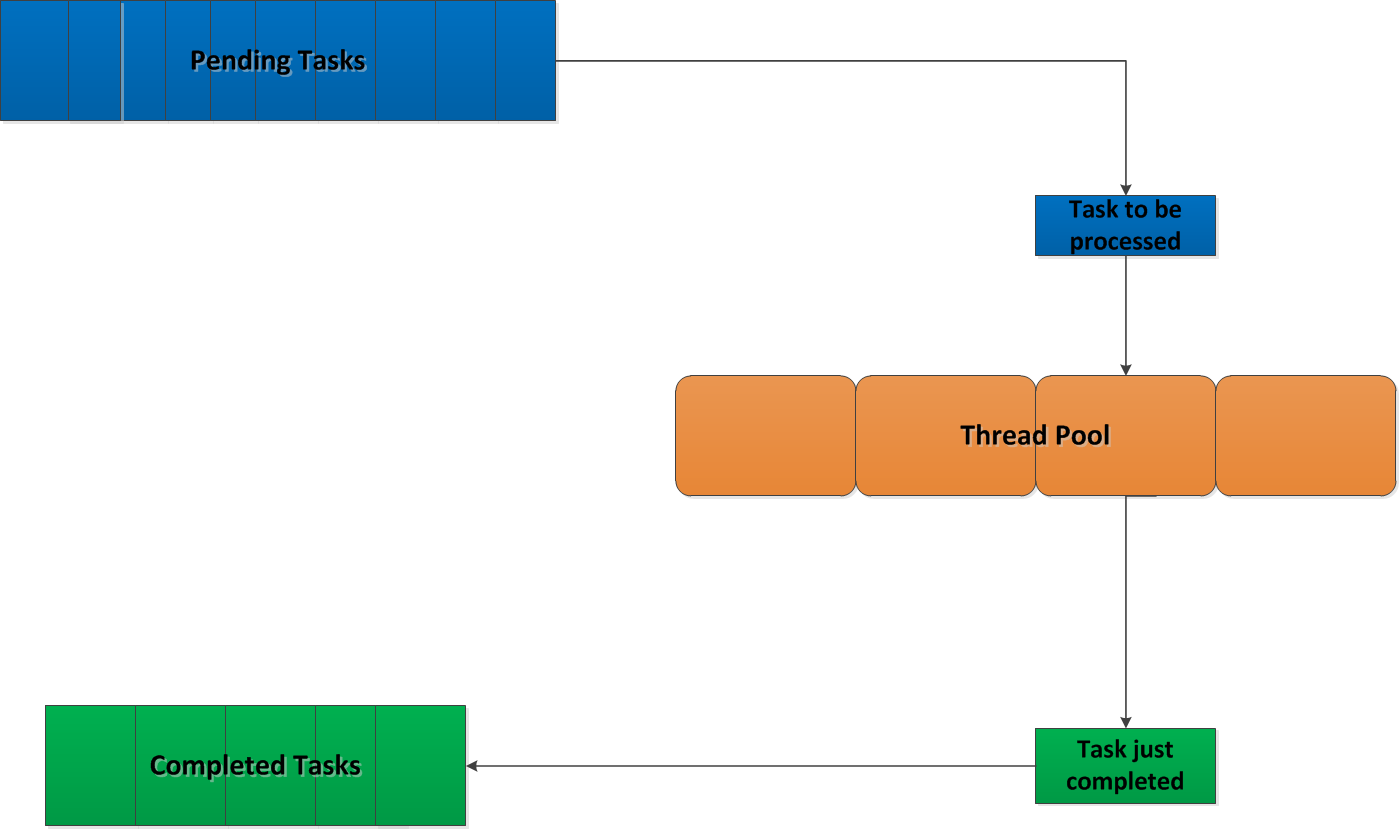 Pending Tasks
Task to be
processed
Thread Pool
Task just
completed
Completed Tasks